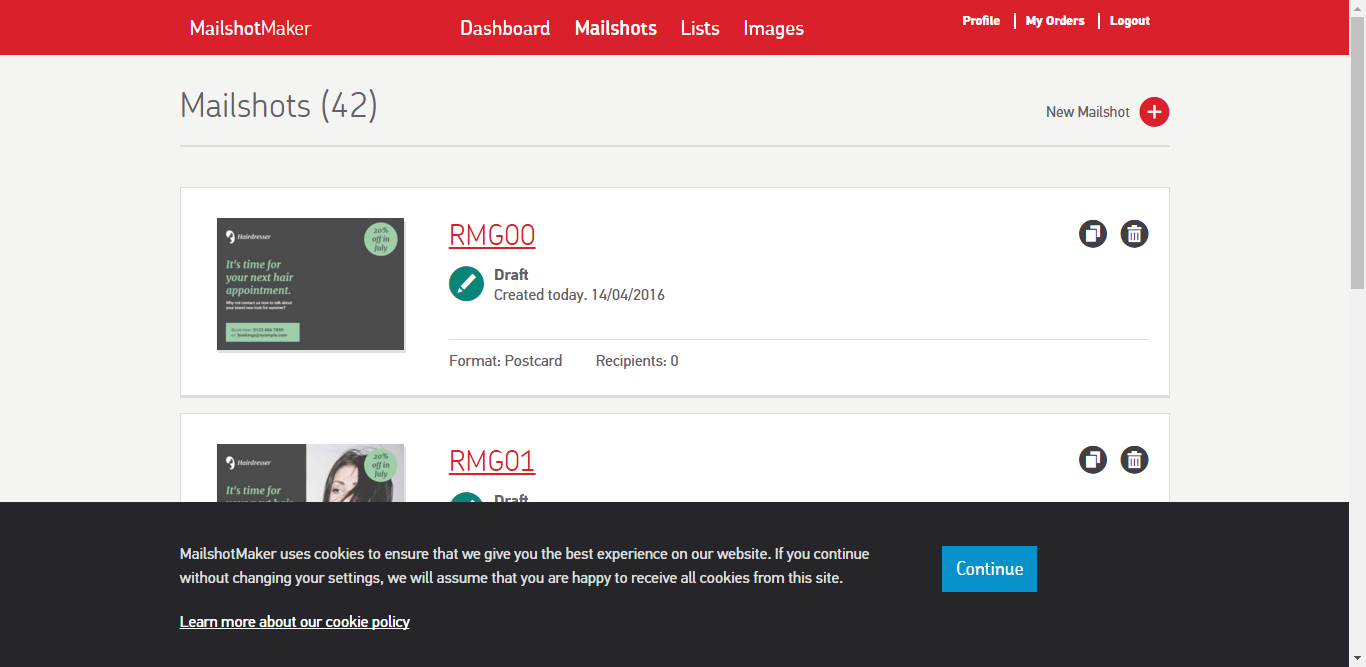 MailshotMaker
Dashboard Mailshots Lists Images
Profile My Orders Logout
Mailshots (42)
New Mailshot
Hairdresser
20%
off in
July
It's time for
your next hair
appointment.
Why not contact us now to talk about
your brand new look for summer?
Book now: 0123 456 7890
or: bookings@example.com
RMG00
Draft
Created today. 14/04/2016
Format: Postcard Recipients: 0
Hairdresser
20%
off in
July
It's time for
RMG01
Draft
MailshotMaker uses cookies to ensure that we give you the best experience on our website. If you continue
without changing your settings, we will assume that you are happy to receive all cookies from this site.
Continue
Learn more about our cookie policy